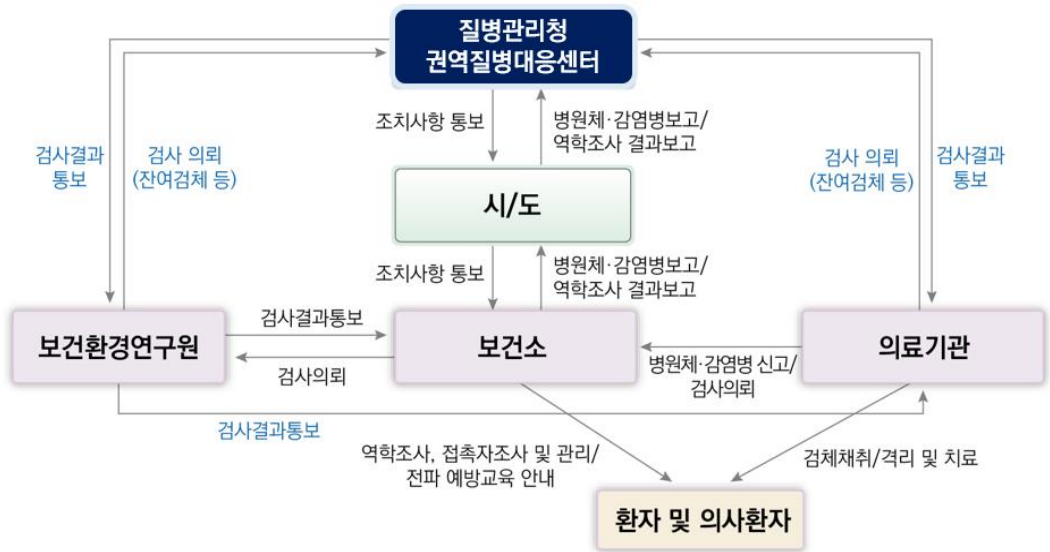 질병관리청
권역질병대응센터
조치사항 통보
병원체·감염병보고/
역학조사 결과보고
검사결과
통보
검사 의뢰
(잔여검체 등)
검사 의뢰
(잔여검체 등)
검사결과
통보
시/도
조치사항 통보
병원체·감염병보고/
역학조사 결과보고
보건환경연구원
검사결과통보
검사의뢰
보건소
병원체·감염병 신고/
검사의뢰
의료기관
검사결과통보
역학조사, 접촉자조사 및 관리/
전파 예방교육 안내
검체채취/격리 및 치료
환자 및 의사환자